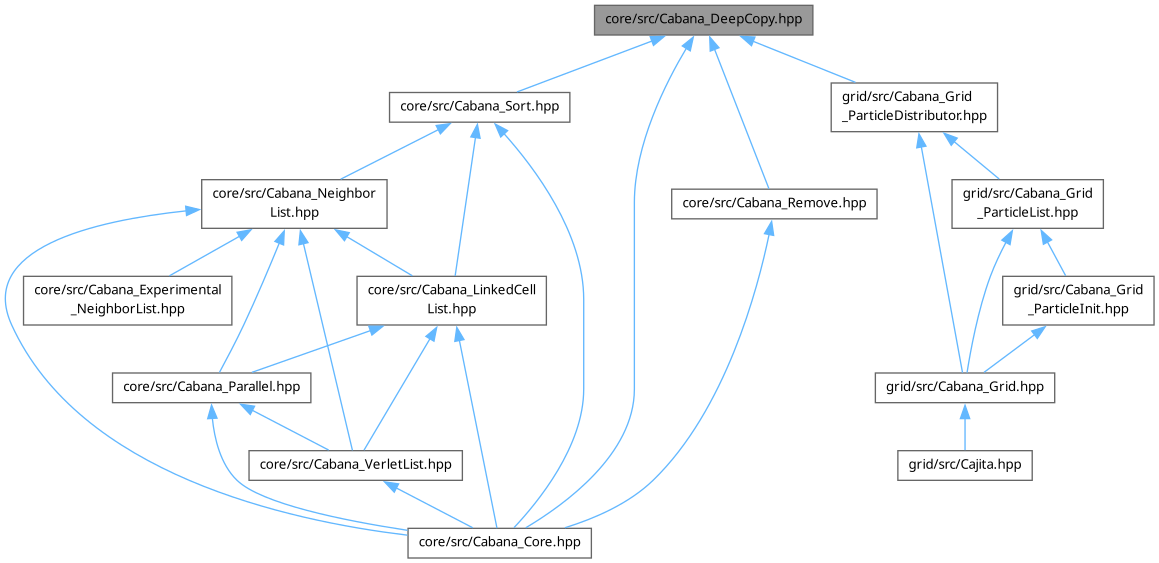 core/src/Cabana_DeepCopy.hpp
core/src/Cabana_Sort.hpp
grid/src/Cabana_Grid
_ParticleDistributor.hpp
core/src/Cabana_Neighbor
List.hpp
core/src/Cabana_Remove.hpp
grid/src/Cabana_Grid
_ParticleList.hpp
core/src/Cabana_Experimental
_NeighborList.hpp
core/src/Cabana_LinkedCell
List.hpp
grid/src/Cabana_Grid
_ParticleInit.hpp
core/src/Cabana_Parallel.hpp
grid/src/Cabana_Grid.hpp
core/src/Cabana_VerletList.hpp
grid/src/Cajita.hpp
core/src/Cabana_Core.hpp